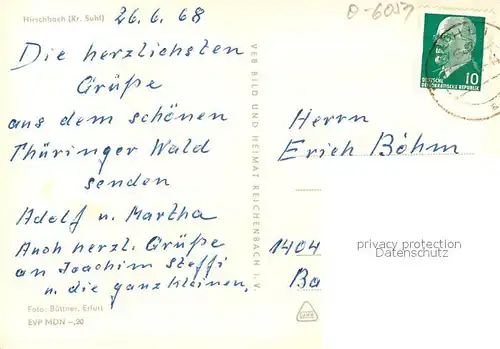 Hirschbach (Kr. Suhl)
26.6.68
Die herzlichsten
Grüße
aus dem schönen
Thüringer Wald
senden
Adolf u. Martha
Auch herzl. Grüße
an Joachim Steffi
u. die ganz kleinen.
Foto: Büttner, Erfurt
EVP MDN -,20
VEB BILD UND HEIMAT REICHENBACH I. V.
DEUTSCHE
DEMOKRATISCHE REPUBLIK
10
Herrn
Erich Böhm
1404
Ba
privacy protection
Datenschutz